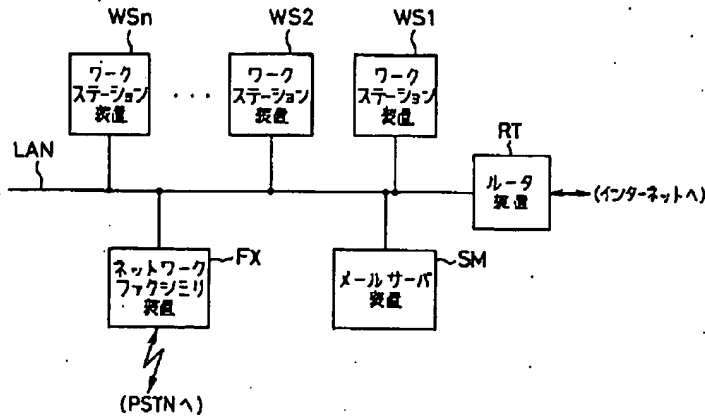 WSn
WS2
WS1
ワーク
ステーション
装置
...
ワーク
ステーション
装置
ワーク
ステーション
装置
LAN
RT
ルータ
装置
(インターネットへ)
ネットワーク
ファクシミリ
装置
FX
メールサーバ
装置
SM
(PSTNへ)